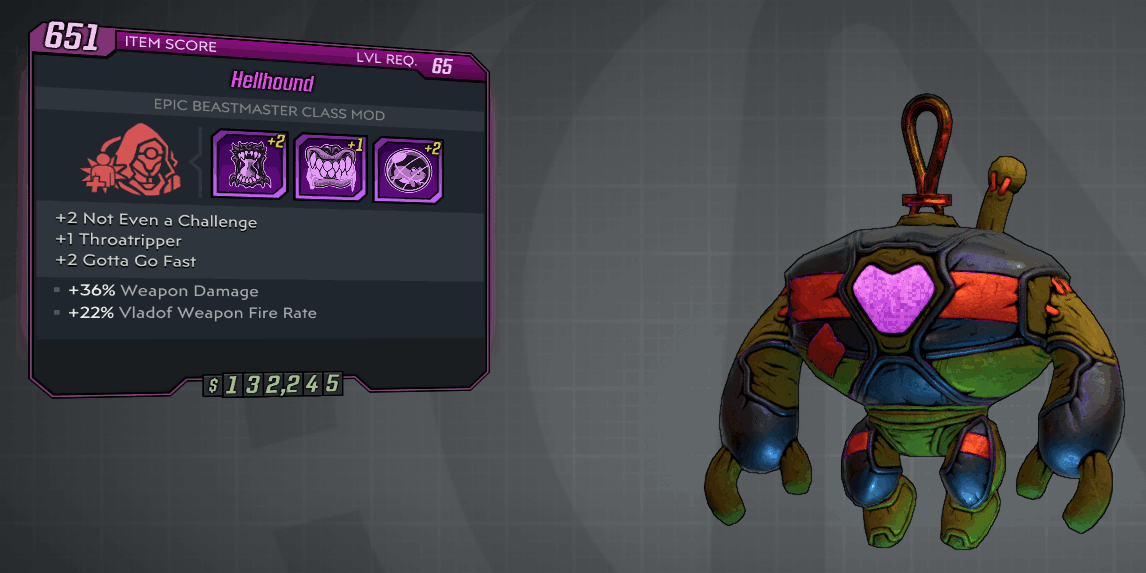 651 ITEM SCORE LVL REQ. 65
Hellhound
EPIC BEASTMASTER CLASS MOD
+2 +1 +2
+2 Not Even a Challenge
+1 Throatripper
+2 Gotta Go Fast
+36% Weapon Damage
+22% Vladof Weapon Fire Rate
$132,245